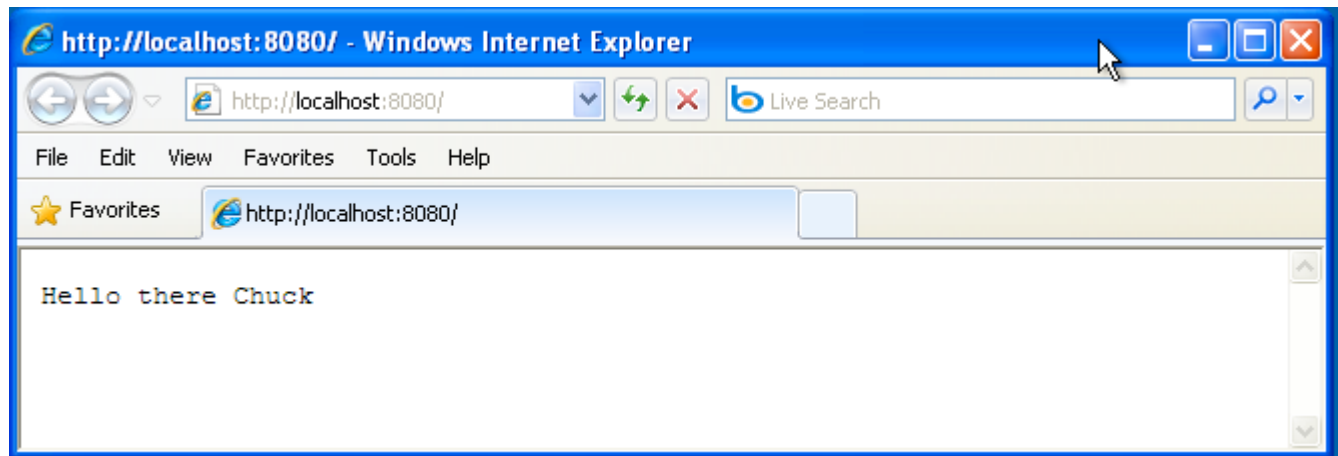 http://localhost:8080/ - Windows Internet Explorer
http://localhost:8080/ Live Search
File Edit View Favorites Tools Help
Favorites http://localhost:8080/
Hello there Chuck